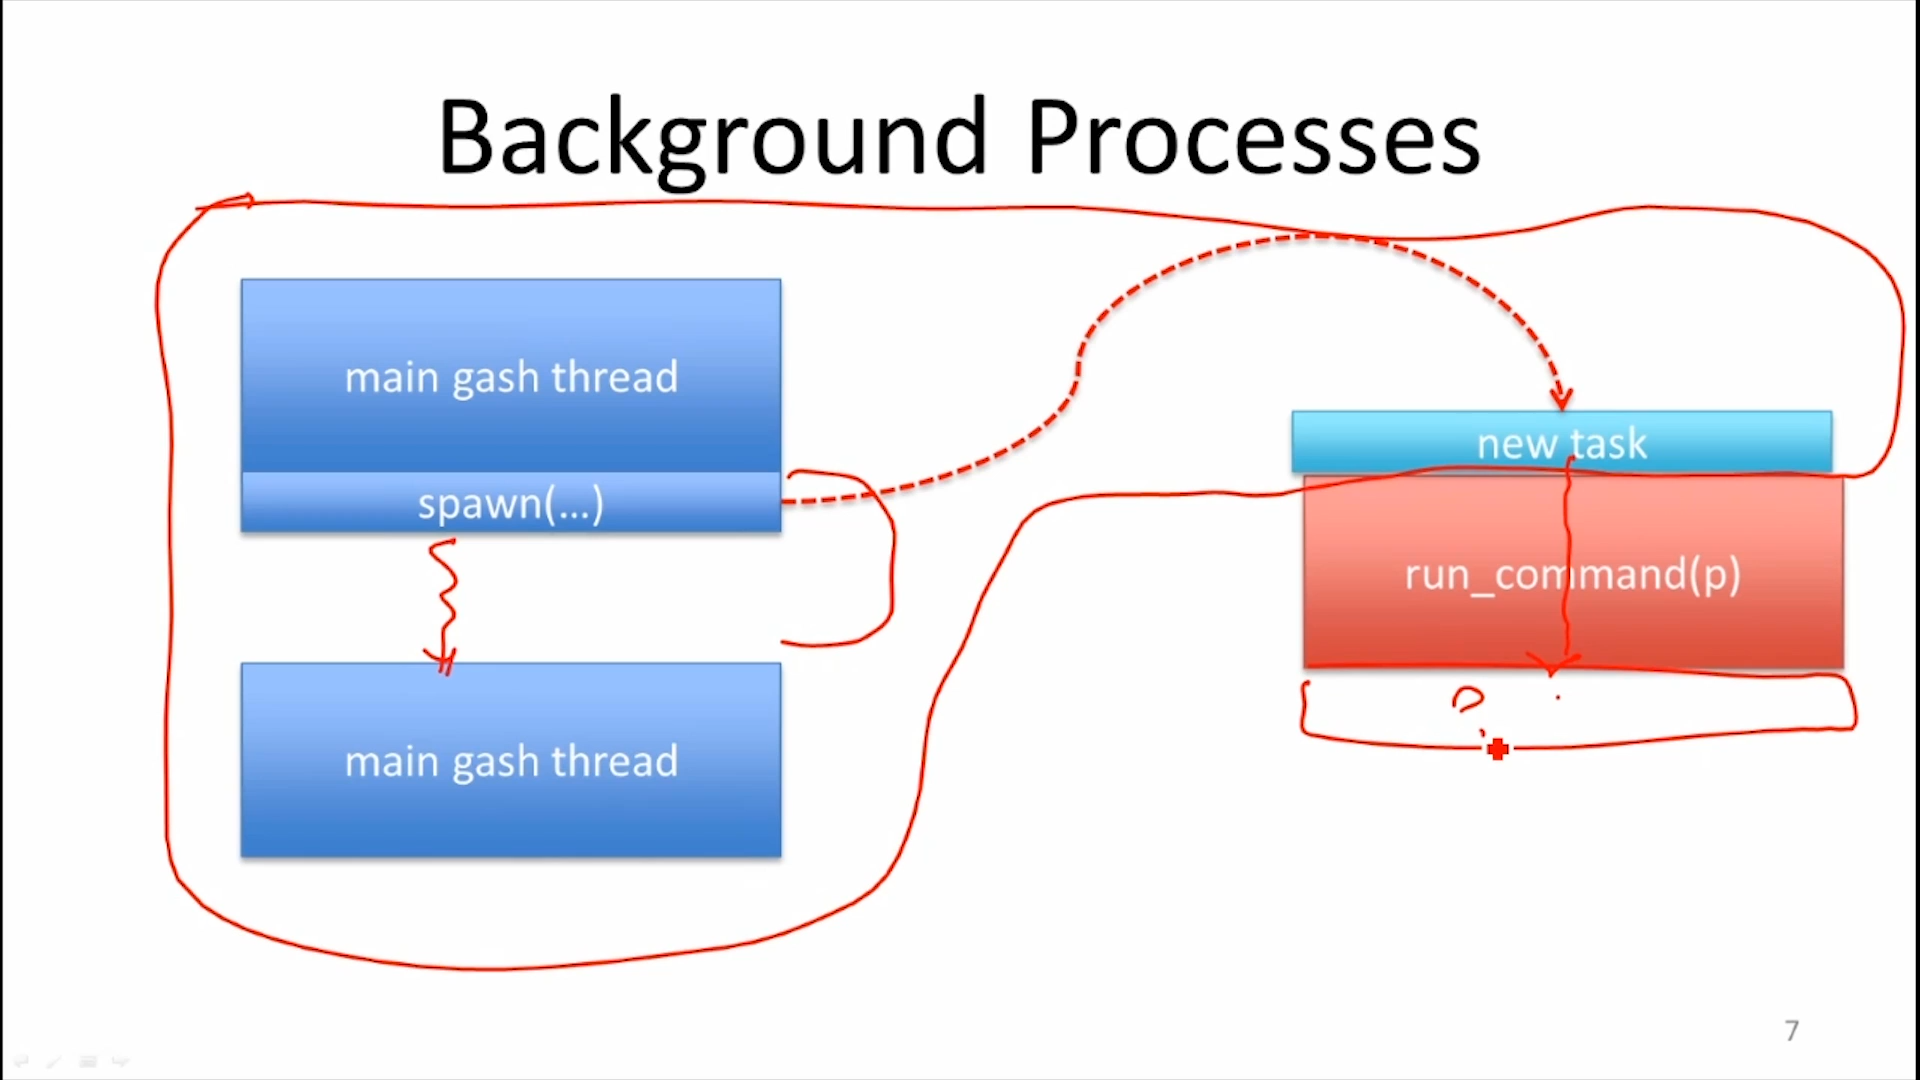 Background Processes
main gash thread
spawn(...)
new task
run_command(p)
main gash thread
7